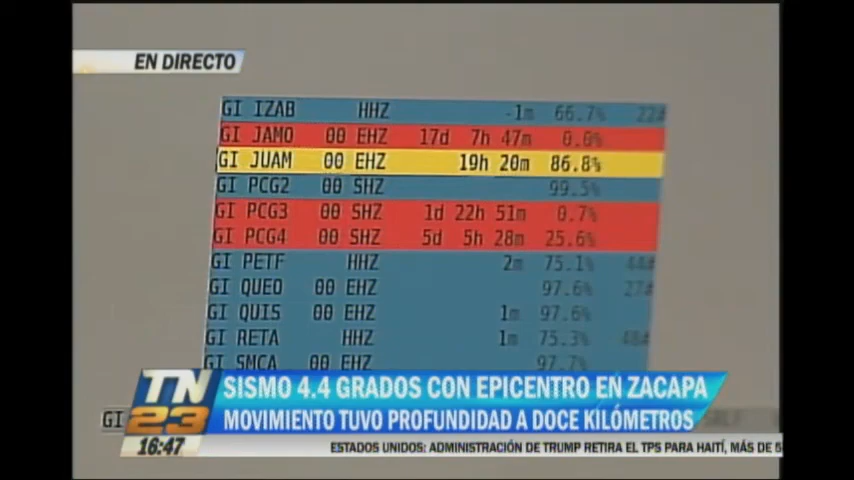 EN DIRECTO
GI IZAB HHZ -1m 66.7% 22#
GI JAMO 00 EHZ 17d 7h 47m 0.0%
GI JUAM 00 EHZ 19h 20m 86.8%
GI PCG2 00 SHZ 99.5%
GI PCG3 00 SHZ 1d 22h 51m 0.7%
GI PCG4 00 SHZ 5d 5h 28m 25.6%
GI PETF HHZ 2m 75.1%
GI QUEO 00 EHZ 97.6% 27#
GI QUIS 00 EHZ 1m 97.6%
GI RETA HHZ 1m 75.3%
GI SMCA 00 EHZ 97.7%
GI
TN 23
SISMO 4.4 GRADOS CON EPICENTRO EN ZACAPA
MOVIMIENTO TUVO PROFUNDIDAD A DOCE KILÓMETROS
16:47
ESTADOS UNIDOS: ADMINISTRACIÓN DE TRUMP RETIRA EL TPS PARA HAITÍ, MÁS DE 5